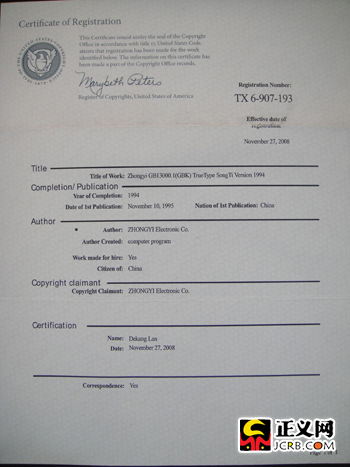 Certificate of Registration
This Certificate issued under the seal of the Copyright
Office in accordance with title 17, United States Code,
attests that registration has been made for the work
identified below. The information on this certificate has
been made a part of the Copyright Office records.
Marybeth Peters
Register of Copyrights, United States of America
Registration Number:
TX 6-907-193
Effective date of
registration:
November 27, 2008
Title
Title of Work: Zhongyi GB13000.1(GBK) TrueType SongTi Version 1994
Completion/Publication
Year of Completion: 1994
Date of 1st Publication: November 10, 1995 Nation of 1st Publication: China
Author
Author: ZHONGYI Electronic Co.
Author Created: computer program
Work made for hire: Yes
Citizen of: China
Copyright claimant
Copyright Claimant: ZHONGYI Electronic Co.
Certification
Name: Dekang Lan
Date: November 27, 2008
Correspondence: Yes
正义网
JCRB.COM